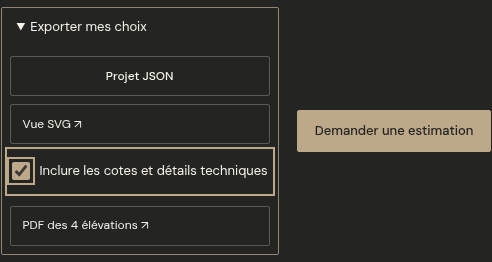 ▼ Exporter mes choix
Projet JSON
Vue SVG ↗
Inclure les cotes et détails techniques
PDF des 4 élévations ↗
Demander une estimation